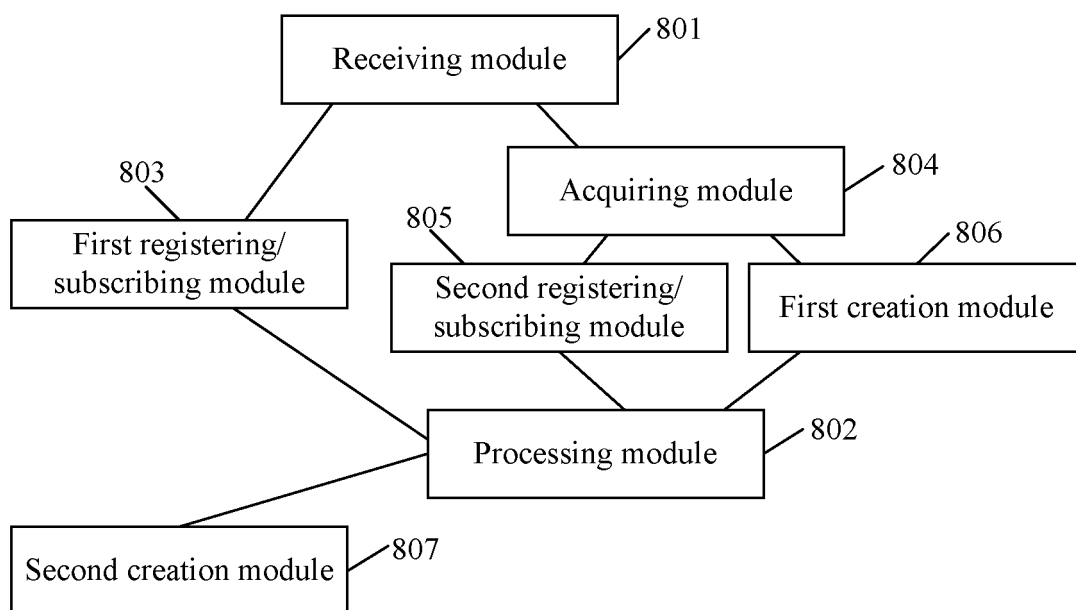 Receiving module
801
803
First registering/
subscribing module
Acquiring module
804
805
Second registering/
subscribing module
806
First creation module
Processing module
802
Second creation module
807